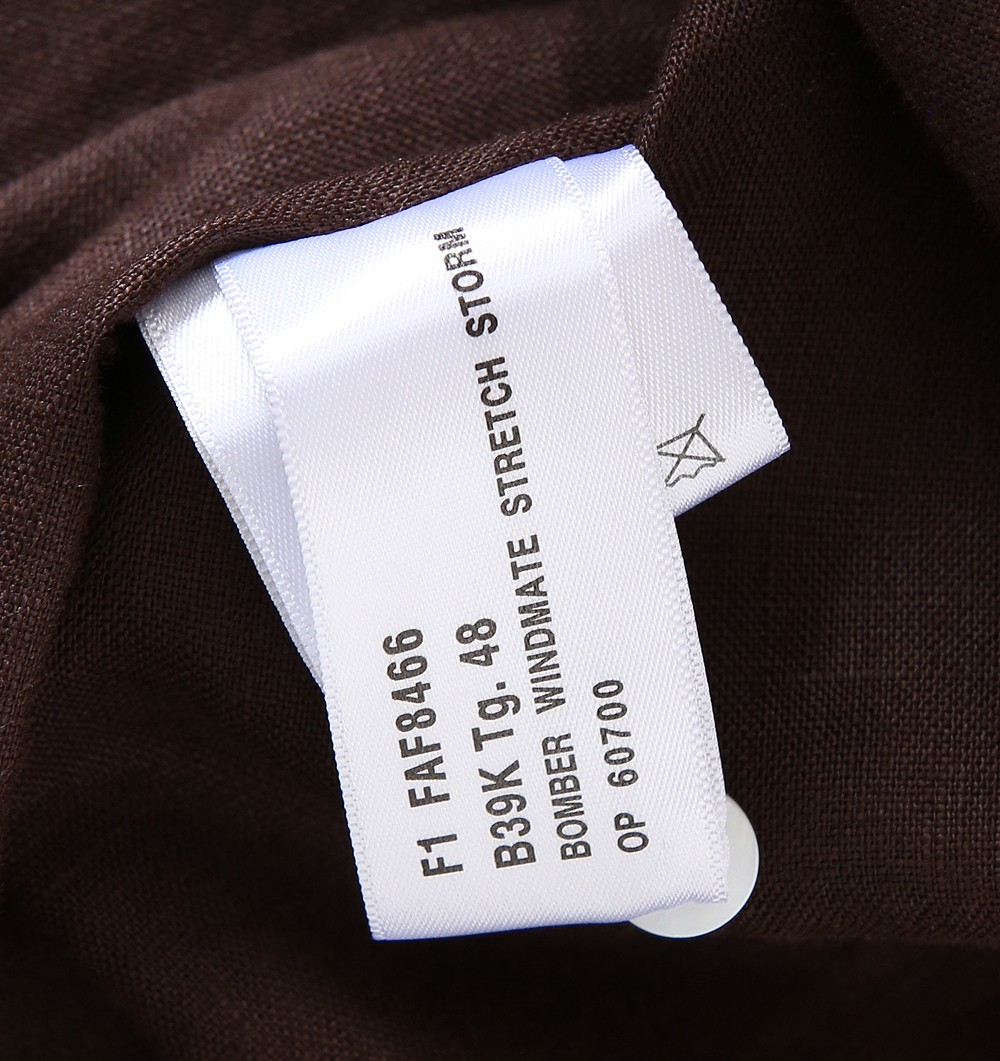 F1 FAF8466
B39K Tg. 48
BOMBER WINDMATE STRETCH STORM
OP 60700